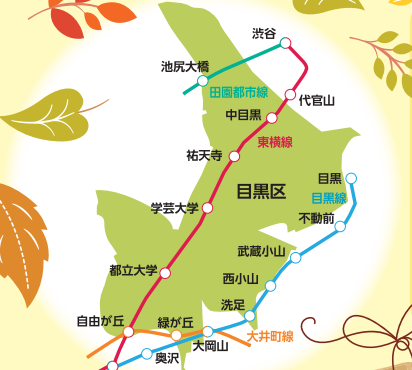 渋谷
池尻大橋
田園都市線
代官山
中目黒
東横線
祐天寺
目黒
目黒区
目黒線
学芸大学
不動前
武蔵小山
都立大学
西小山
洗足
自由が丘
緑が丘
大井町線
大岡山
奥沢